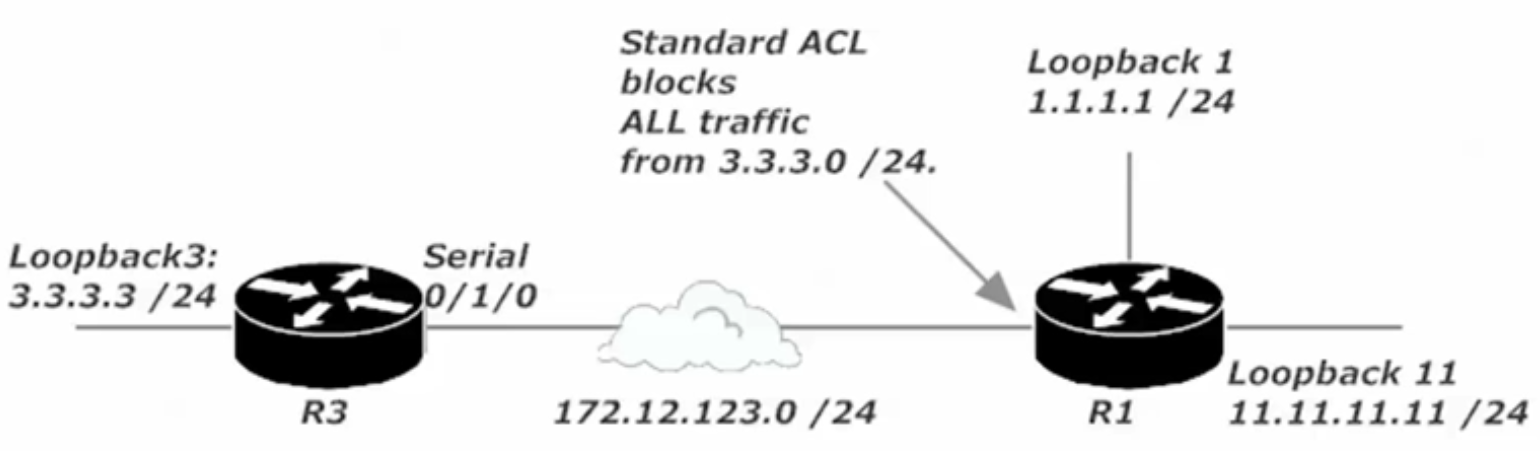 Standard ACL
blocks
ALL traffic
from 3.3.3.0 /24.
Loopback 1
1.1.1.1 /24
Loopback3:
3.3.3.3 /24
Serial
0/1/0
R3
172.12.123.0 /24
R1
Loopback 11
11.11.11.11 /24